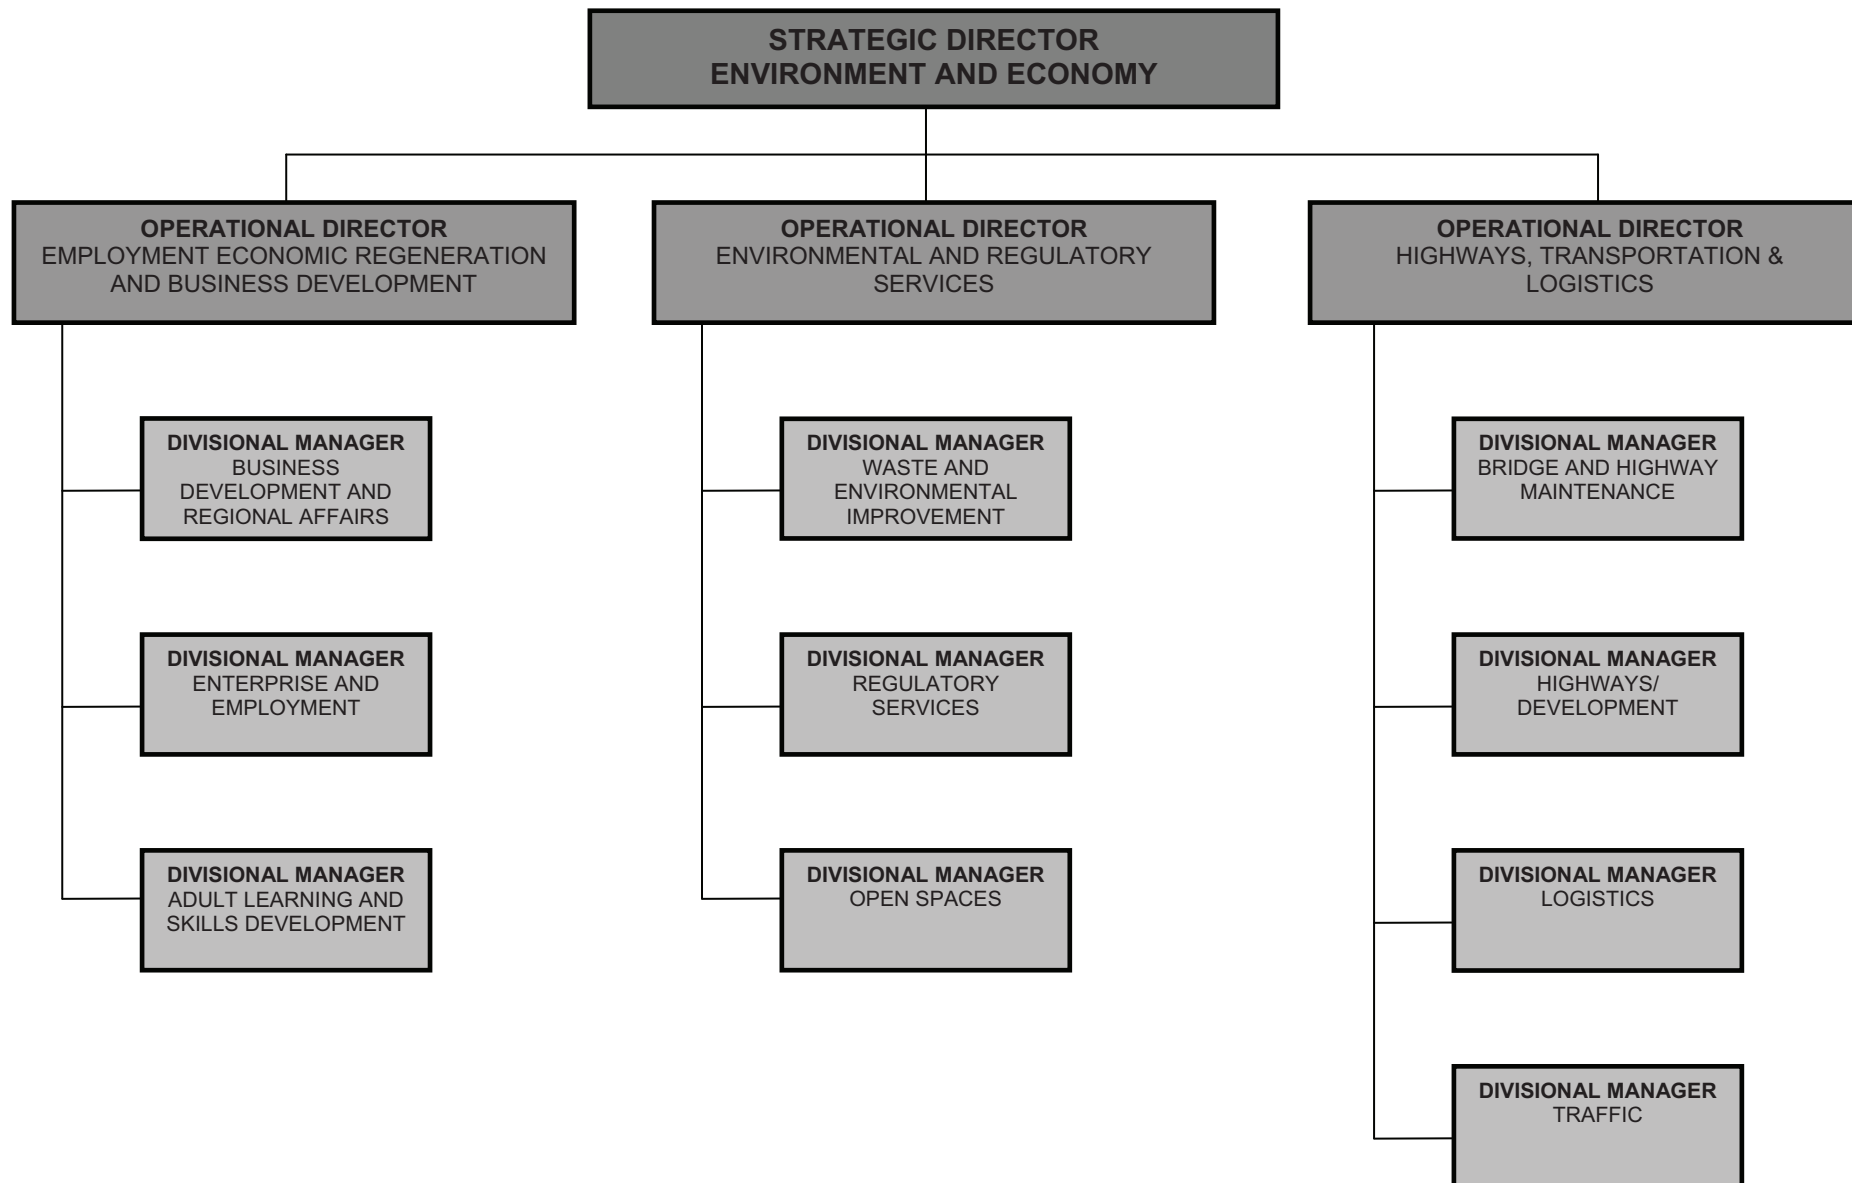 STRATEGIC DIRECTOR
ENVIRONMENT AND ECONOMY
OPERATIONAL DIRECTOR
EMPLOYMENT ECONOMIC REGENERATION
AND BUSINESS DEVELOPMENT
OPERATIONAL DIRECTOR
ENVIRONMENTAL AND REGULATORY
SERVICES
OPERATIONAL DIRECTOR
HIGHWAYS, TRANSPORTATION &
LOGISTICS
DIVISIONAL MANAGER
BUSINESS
DEVELOPMENT AND
REGIONAL AFFAIRS
DIVISIONAL MANAGER
WASTE AND
ENVIRONMENTAL
IMPROVEMENT
DIVISIONAL MANAGER
BRIDGE AND HIGHWAY
MAINTENANCE
DIVISIONAL MANAGER
ENTERPRISE AND
EMPLOYMENT
DIVISIONAL MANAGER
REGULATORY
SERVICES
DIVISIONAL MANAGER
HIGHWAYS/
DEVELOPMENT
DIVISIONAL MANAGER
ADULT LEARNING AND
SKILLS DEVELOPMENT
DIVISIONAL MANAGER
OPEN SPACES
DIVISIONAL MANAGER
LOGISTICS
DIVISIONAL MANAGER
TRAFFIC